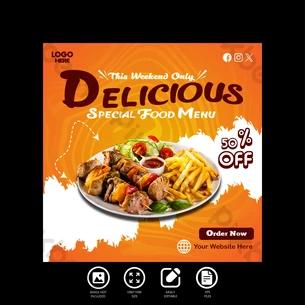 LOGO
HERE
This Weekend Only
DELICIOUS
SPECIAL FOOD MENU
50%
OFF
Order Now
Your Website Here